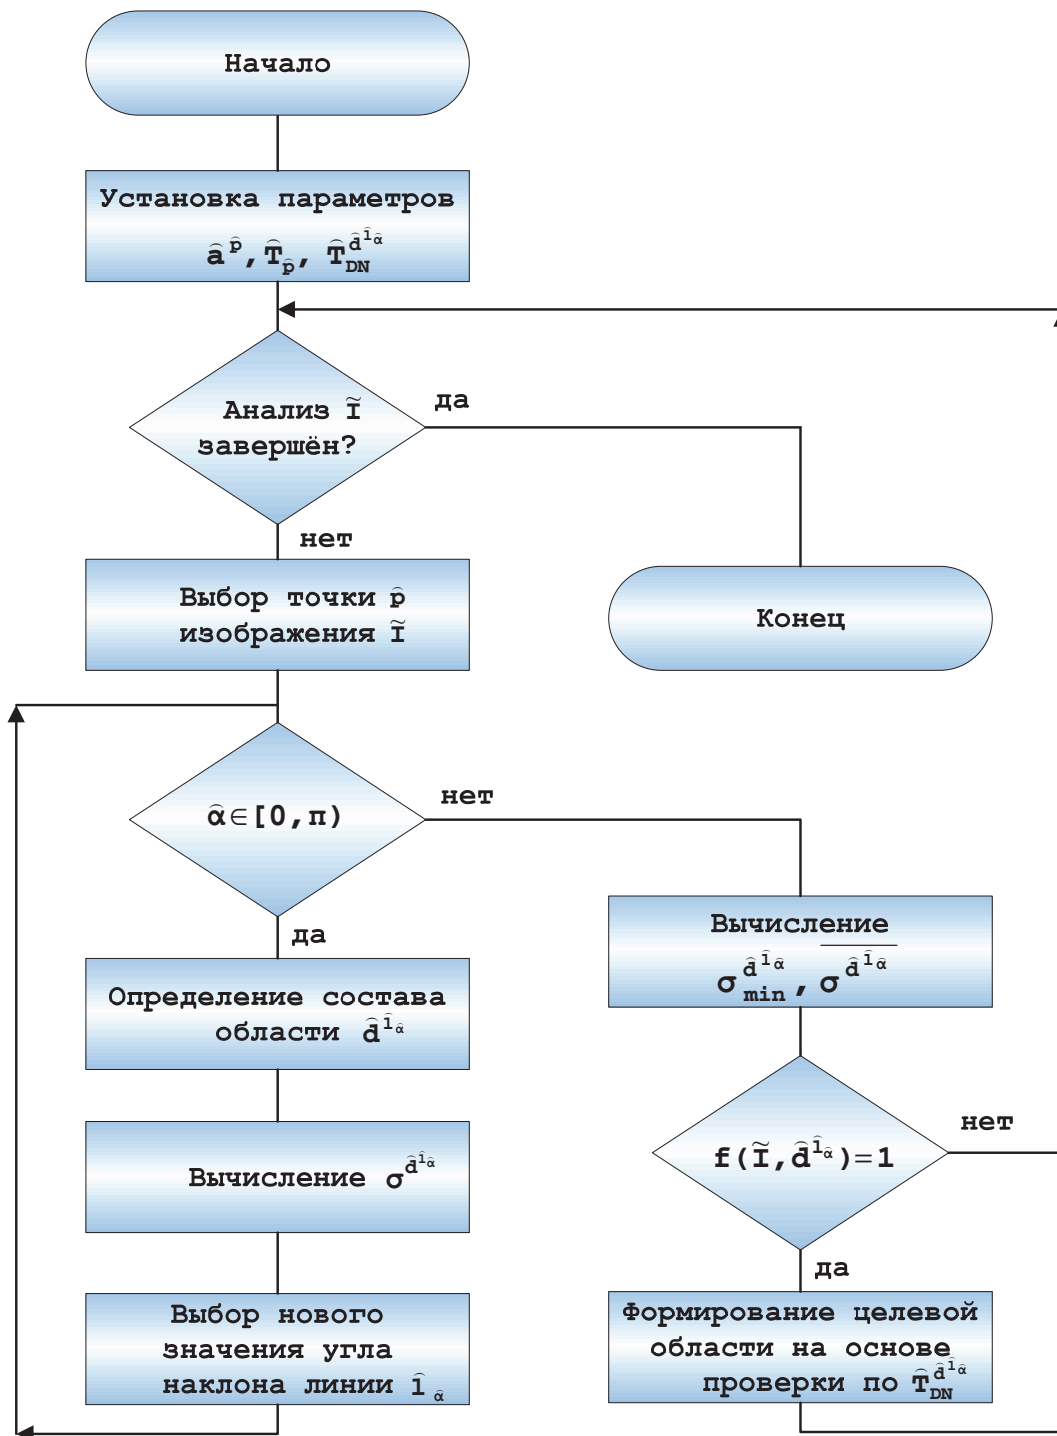 Начало
Установка параметров
â^p̂, T̂_p̂, T̂_DN^d̂^l̂_α̂
Анализ Ĩ
завершён?
да
нет
Выбор точки p̂
изображения Ĩ
Конец
α̂∈[0,π)
нет
да
Определение состава
области d̂^l̂_α̂
Вычисление σ^d̂^l̂_α̂
Выбор нового
значения угла
наклона линии l̂_α̂
Вычисление
σ_min^d̂^l̂_α̂, \overline{σ^d̂^l̂_α̂}
f(Ĩ,d̂^l̂_α̂)=1
нет
да
Формирование целевой
области на основе
проверки по T̂_DN^d̂^l̂_α̂